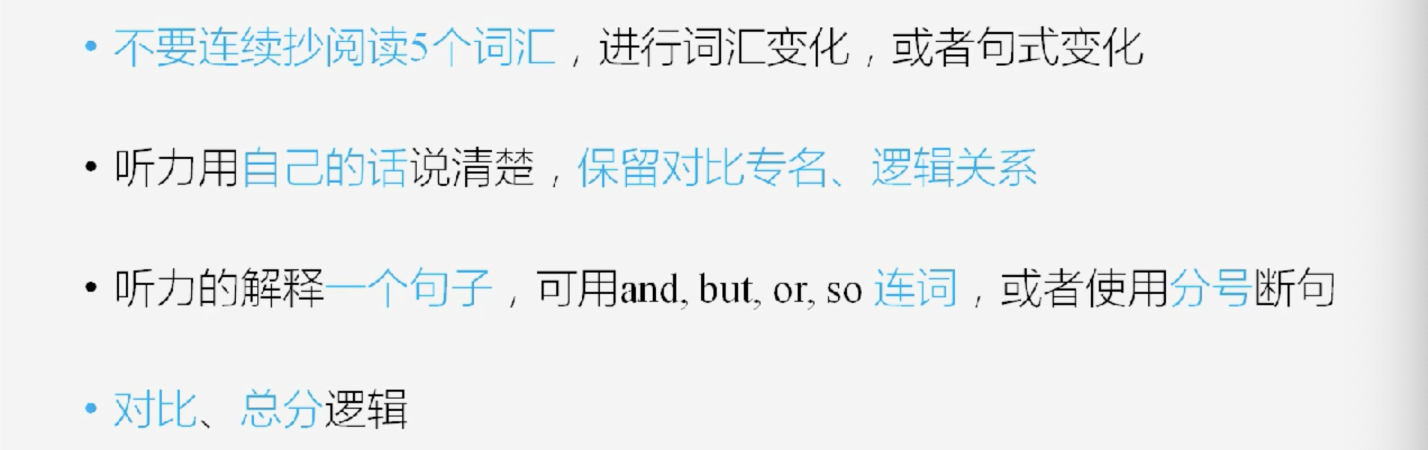 • 不要连续抄阅读5个词汇，进行词汇变化，或者句式变化
• 听力用自己的话说清楚，保留对比专名、逻辑关系
• 听力的解释一个句子，可用and, but, or, so 连词，或者使用分号断句
• 对比、总分逻辑